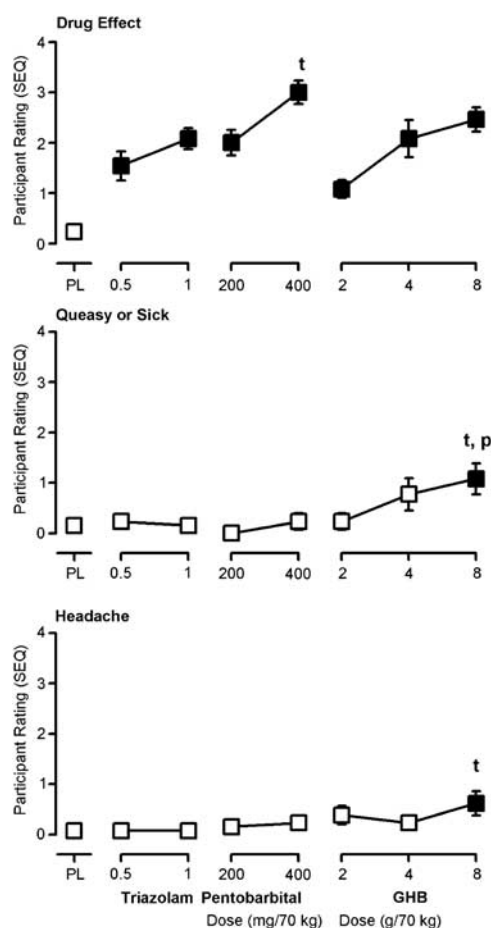 Drug Effect
Participant Rating (SEQ)
4
3
2
1
0
t
PL 0.5 1 200 400 2 4 8
Queasy or Sick
Participant Rating (SEQ)
4
3
2
1
0
t, p
PL 0.5 1 200 400 2 4 8
Headache
Participant Rating (SEQ)
4
3
2
1
0
t
PL 0.5 1 200 400 2 4 8
Triazolam Pentobarbital GHB
Dose (mg/70 kg) Dose (g/70 kg)